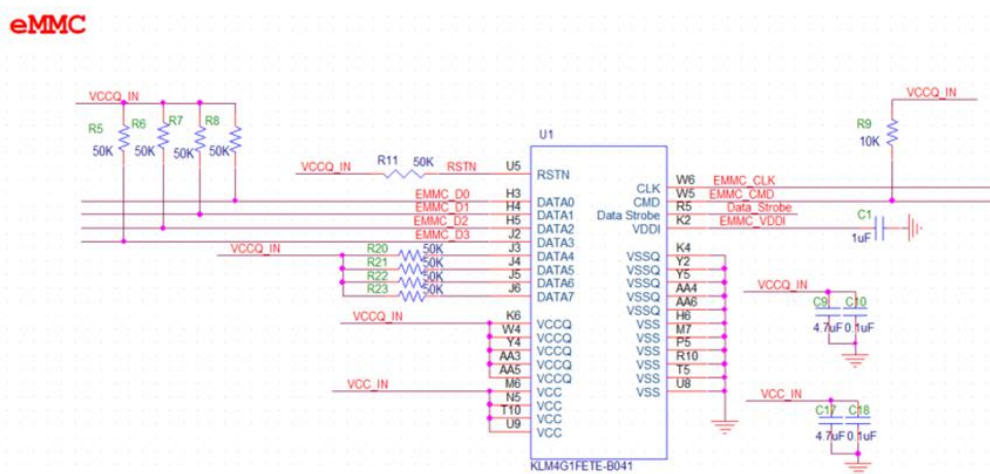 eMMC
VCCQ_IN
R5 R6 R7 R8
50K 50K 50K 50K
VCCQ_IN R11 50K RSTN U5
EMMC_D0 H3
EMMC_D1 H4
EMMC_D2 H5
EMMC_D3 J2
VCCQ_IN
R20 50K J3
R21 50K J4
R22 50K J5
R23 50K J6
VCCQ_IN K6
W4
Y4
AA3
AA5
VCC_IN M6
N5
T10
U9
U1
RSTN
DATA0
DATA1
DATA2
DATA3
DATA4
DATA5
DATA6
DATA7
VCCQ
VCCQ
VCCQ
VCCQ
VCCQ
VCC
VCC
VCC
VCC
CLK
CMD
Data Strobe
VDDI
VSSQ
VSSQ
VSSQ
VSSQ
VSSQ
VSS
VSS
VSS
VSS
VSS
VSS
KLM4G1FETE-B041
W6 EMMC_CLK
W5 EMMC_CMD
R5 Data_Strobe
K2 EMMC_VDDI
K4
Y2
Y5
AA4
AA6
H6
M7
P5
R10
T5
U8
VCCQ_IN
R9
10K
C1
1uF
VCCQ_IN
C9 C10
4.7uF 0.1uF
VCC_IN
C17 C18
4.7uF 0.1uF